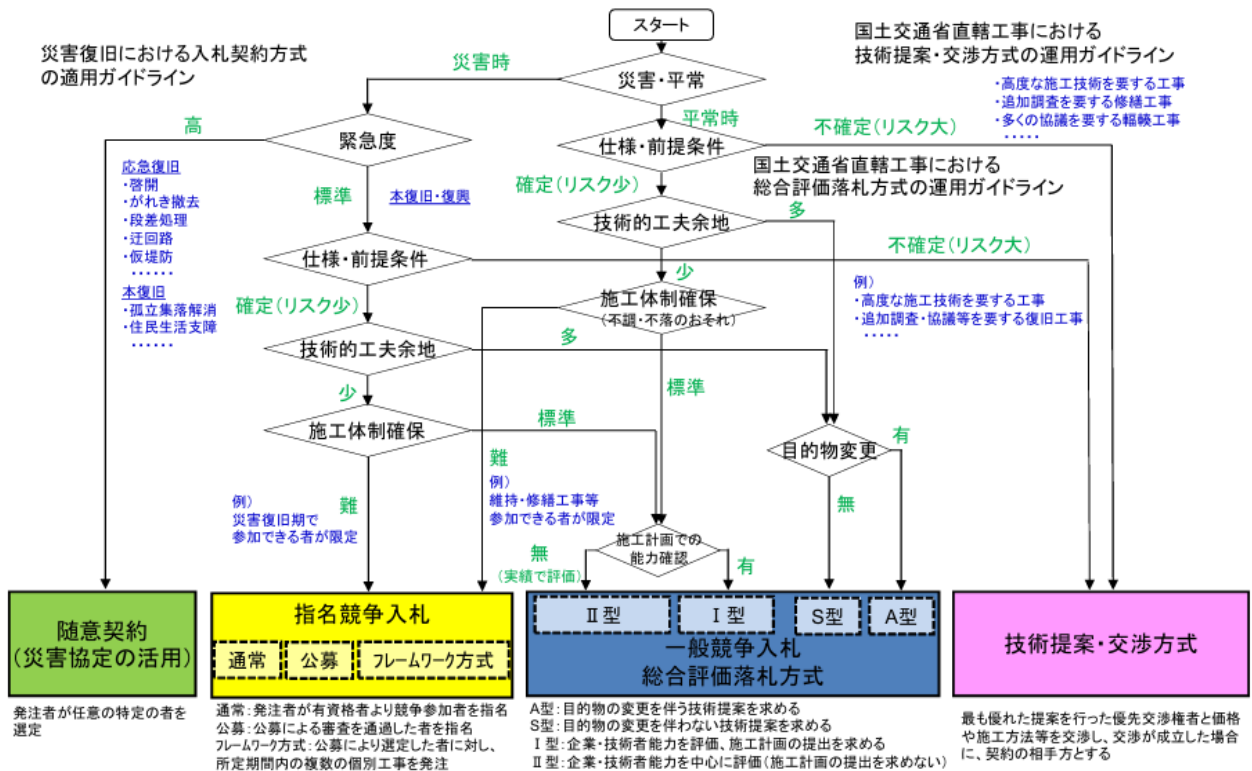 スタート
災害復旧における入札契約方式
の適用ガイドライン
国土交通省直轄工事における
技術提案・交渉方式の運用ガイドライン
・高度な施工技術を要する工事
・追加調査を要する修繕工事
・多くの協議を要する輻輳工事
・・・・・
災害時
災害・平常
平常時
高
緊急度
仕様・前提条件
不確定(リスク大)
国土交通省直轄工事における
総合評価落札方式の運用ガイドライン
応急復旧
・啓開
・がれき撤去
・段差処理
・迂回路
・仮堤防
・・・・・・
本復旧
・孤立集落解消
・住民生活支障
・・・・・・
標準
本復旧・復興
確定(リスク少)
技術的工夫余地
多
仕様・前提条件
不確定(リスク大)
少
確定(リスク少)
施工体制確保
(不調・不落のおそれ)
例)
・高度な施工技術を要する工事
・追加調査・協議等を要する復旧工事
・・・・・
技術的工夫余地
多
少
標準
施工体制確保
標準
目的物変更
有
難
例)
維持・修繕工事等
参加できる者が限定
例)
災害復旧期で
参加できる者が限定
難
無
施工計画での
能力確認
無
(実績で評価)
有
随意契約
(災害協定の活用)
指名競争入札
通常
公募
フレームワーク方式
Ⅱ型
Ⅰ型
S型
A型
一般競争入札
総合評価落札方式
技術提案・交渉方式
発注者が任意の特定の者を
選定
通常:発注者が有資格者より競争参加者を指名
公募:公募による審査を通過した者を指名
フレームワーク方式:公募により選定した者に対し、
所定期間内の複数の個別工事を発注
A型:目的物の変更を伴う技術提案を求める
S型:目的物の変更を伴わない技術提案を求める
Ⅰ型:企業・技術者能力を評価、施工計画の提出を求める
Ⅱ型:企業・技術者能力を中心に評価(施工計画の提出を求めない)
最も優れた提案を行った優先交渉権者と価格
や施工方法等を交渉し、交渉が成立した場合
に、契約の相手方とする